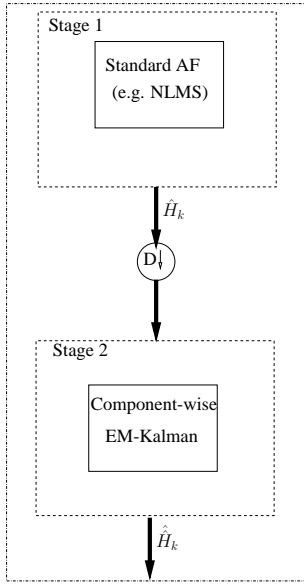 Stage 1
Standard AF
(e.g. NLMS)
Ĥ_k
D↓
Stage 2
Component-wise
EM-Kalman
Ĥ̂_k